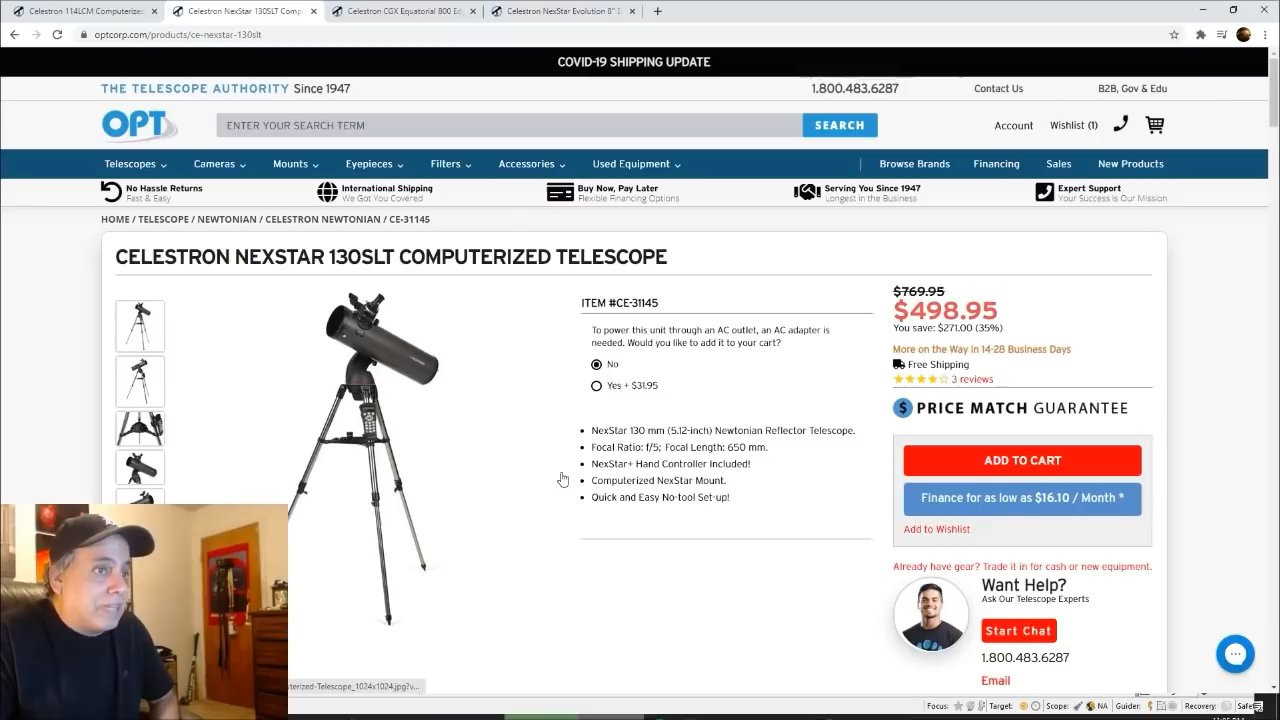 Celestron 114LCM Computerized
Celestron NexStar 130SLT Comp
Celestron CGX Equatorial 800 Ed
Celestron NexStar Evolution 8" E
optcorp.com/products/ce-nexstar-130slt
COVID-19 SHIPPING UPDATE
THE TELESCOPE AUTHORITY Since 1947
1.800.483.6287
Contact Us
B2B, Gov & Edu
OPT
ENTER YOUR SEARCH TERM
SEARCH
Account
Wishlist (1)
Telescopes
Cameras
Mounts
Eyepieces
Filters
Accessories
Used Equipment
Browse Brands
Financing
Sales
New Products
No Hassle Returns
Fast & Easy
International Shipping
We Got You Covered
Buy Now, Pay Later
Flexible Financing Options
Serving You Since 1947
Longest in the Business
Expert Support
Your Success is Our Mission
HOME / TELESCOPE / NEWTONIAN / CELESTRON NEWTONIAN / CE-31145
CELESTRON NEXSTAR 130SLT COMPUTERIZED TELESCOPE
ITEM #CE-31145
To power this unit through an AC outlet, an AC adapter is
needed. Would you like to add it to your cart?
No
Yes + $31.95
NexStar 130 mm (5.12-inch) Newtonian Reflector Telescope.
Focal Ratio: f/5; Focal Length: 650 mm.
NexStar+ Hand Controller Included!
Computerized NexStar Mount.
Quick and Easy No-tool Set-up!
$769.95
$498.95
You save: $271.00 (35%)
More on the Way in 14-28 Business Days
Free Shipping
3 reviews
PRICE MATCH GUARANTEE
ADD TO CART
Finance for as low as $16.10 / Month *
Add to Wishlist
Already have gear? Trade it in for cash or new equipment.
Want Help?
Ask Our Telescope Experts
Start Chat
1.800.483.6287
Email
terized-Telescope_1024x1024.jpg?v...
Focus:
Target:
Scope:
NA
Guider:
Recovery:
Safe